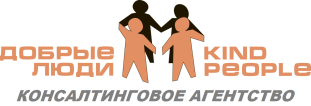 ДОБРЫЕ ЛЮДИ
KIND PEOPLE
КОНСАЛТИНГОВОЕ АГЕНТСТВО